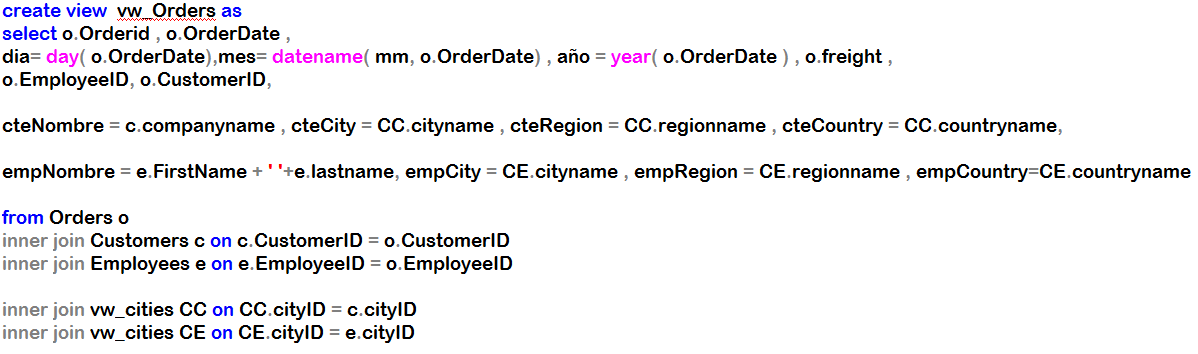 create view vw_Orders as
select o.Orderid , o.OrderDate ,
dia= day( o.OrderDate),mes= datename( mm, o.OrderDate) , año = year( o.OrderDate ) , o.freight ,
o.EmployeeID, o.CustomerID,
cteNombre = c.companyname , cteCity = CC.cityname , cteRegion = CC.regionname , cteCountry = CC.countryname,
empNombre = e.FirstName + ' '+e.lastname, empCity = CE.cityname , empRegion = CE.regionname , empCountry=CE.countryname
from Orders o
inner join Customers c on c.CustomerID = o.CustomerID
inner join Employees e on e.EmployeeID = o.EmployeeID
inner join vw_cities CC on CC.cityID = c.cityID
inner join vw_cities CE on CE.cityID = e.cityID